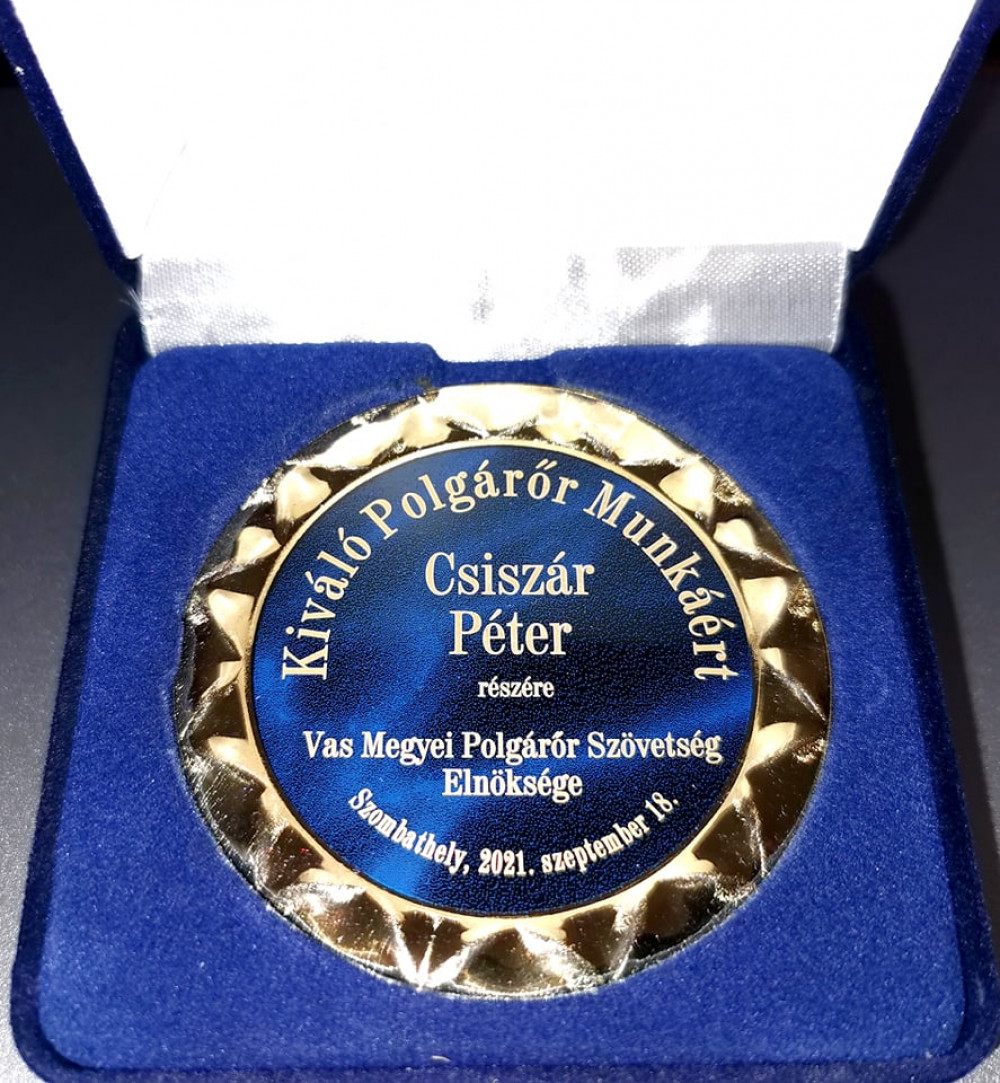 Kiváló Polgárőr Munkáért
Csiszár
Péter
részére
Vas Megyei Polgárőr Szövetség
Elnöksége
Szombathely, 2021. szeptember 18.